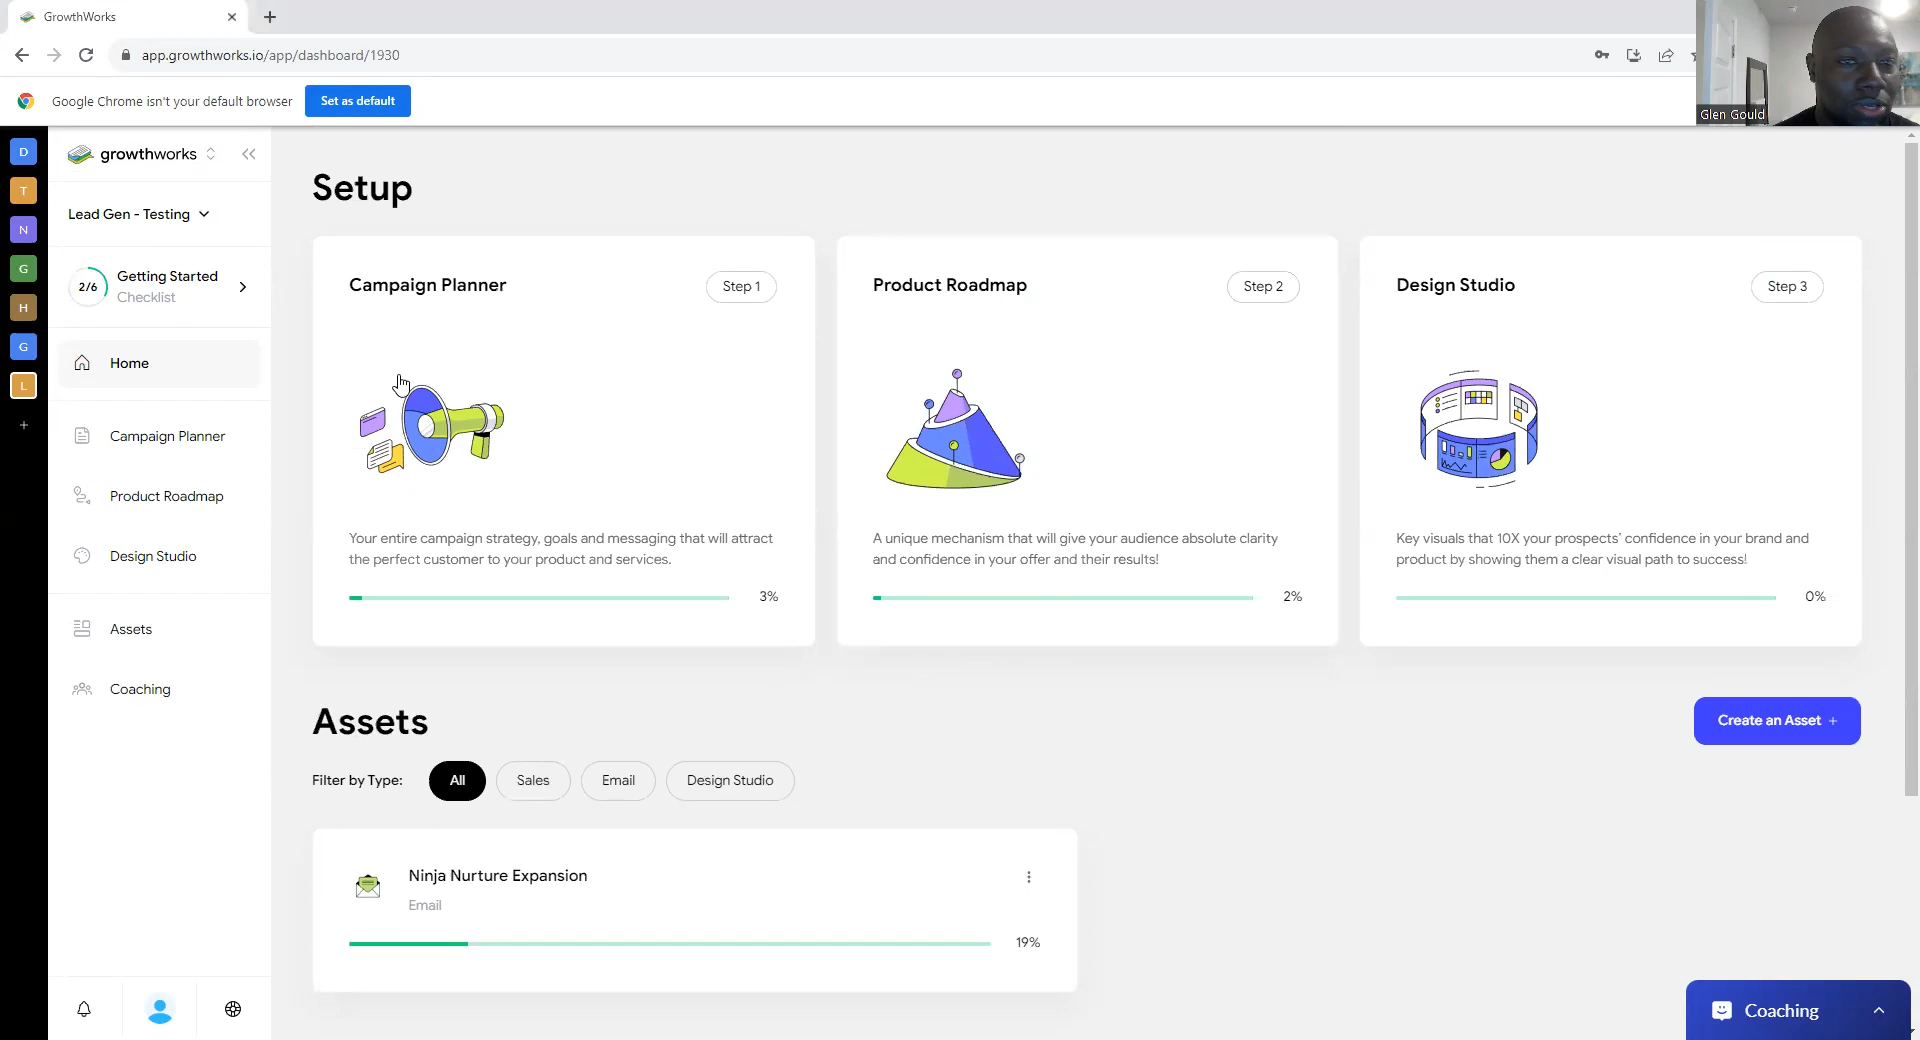 GrowthWorks
app.growthworks.io/app/dashboard/1930
Google Chrome isn't your default browser
Set as default
Glen Gould
D
T
N
G
H
G
L
+
growthworks
Lead Gen - Testing
2/6
Getting Started
Checklist
Home
Campaign Planner
Product Roadmap
Design Studio
Assets
Coaching
Setup
Campaign Planner
Step 1
Your entire campaign strategy, goals and messaging that will attract
the perfect customer to your product and services.
3%
Product Roadmap
Step 2
A unique mechanism that will give your audience absolute clarity
and confidence in your offer and their results!
2%
Design Studio
Step 3
Key visuals that 10X your prospects' confidence in your brand and
product by showing them a clear visual path to success!
0%
Assets
Create an Asset +
Filter by Type:
All
Sales
Email
Design Studio
Ninja Nurture Expansion
Email
19%
Coaching